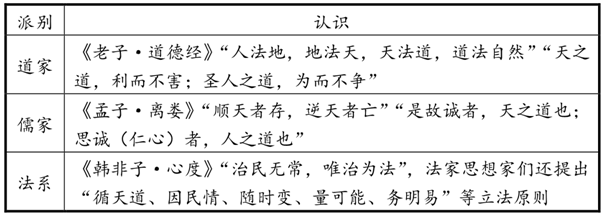 派别 认识
道家 《老子·道德经》“人法地，地法天，天法道，道法自然”“天之
道，利而不害；圣人之道，为而不争”
儒家 《孟子·离娄》“顺天者存，逆天者亡”“是故诚者，天之道也；
思诚（仁心）者，人之道也”
法系 《韩非子·心度》“治民无常，唯治为法”，法家思想家们还提出
“循天道、因民情、随时变、量可能、务明易”等立法原则